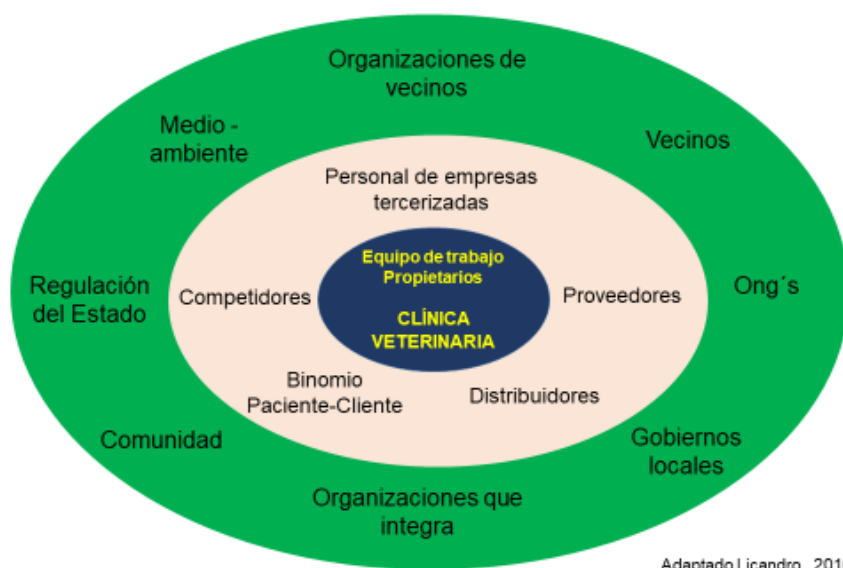 Organizaciones de
vecinos
Medio -
ambiente
Vecinos
Personal de empresas
tercerizadas
Equipo de trabajo
Propietarios
CLÍNICA
VETERINARIA
Regulación
del Estado
Competidores
Proveedores
Ong´s
Binomio
Paciente-Cliente
Distribuidores
Comunidad
Gobiernos
locales
Organizaciones que
integra
Adaptado Licandro